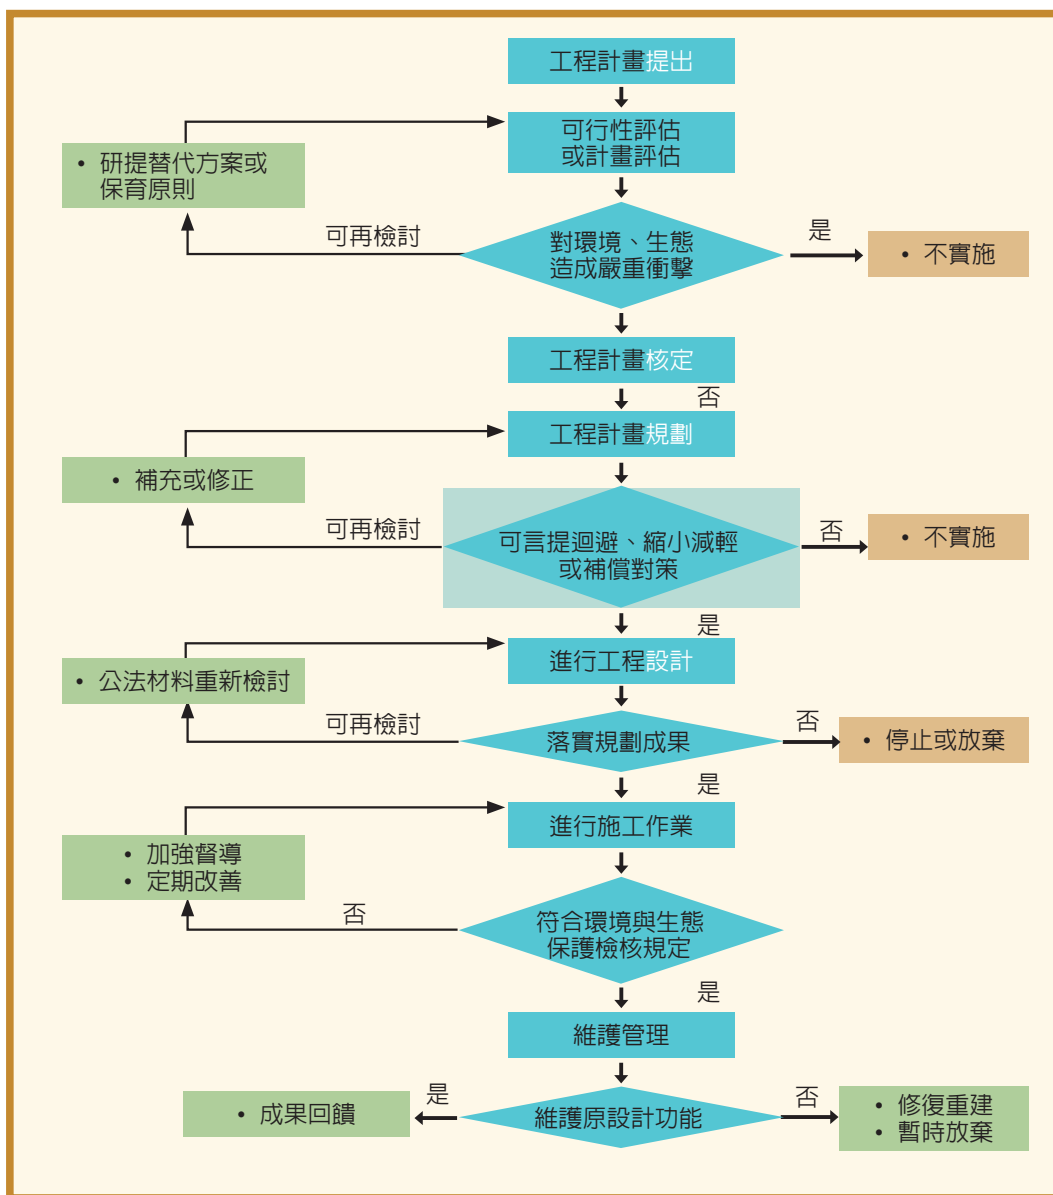 工程計畫提出
可行性評估
或計畫評估
• 研提替代方案或
保育原則
可再檢討
對環境、生態
造成嚴重衝擊
是
• 不實施
工程計畫核定
否
工程計畫規劃
• 補充或修正
可再檢討
可言提迴避、縮小減輕
或補償對策
否
• 不實施
是
進行工程設計
• 公法材料重新檢討
可再檢討
落實規劃成果
否
• 停止或放棄
是
進行施工作業
• 加強督導
• 定期改善
否
符合環境與生態
保護檢核規定
是
維護管理
• 成果回饋
是
維護原設計功能
否
• 修復重建
• 暫時放棄